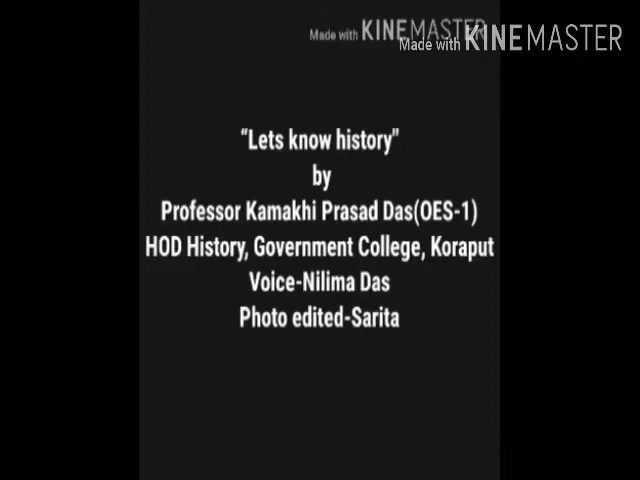 Made with KINEMASTER
Made with KINEMASTER
“Lets know history"
by
Professor Kamakhi Prasad Das(OES-1)
HOD History, Government College, Koraput
Voice-Nilima Das
Photo edited-Sarita